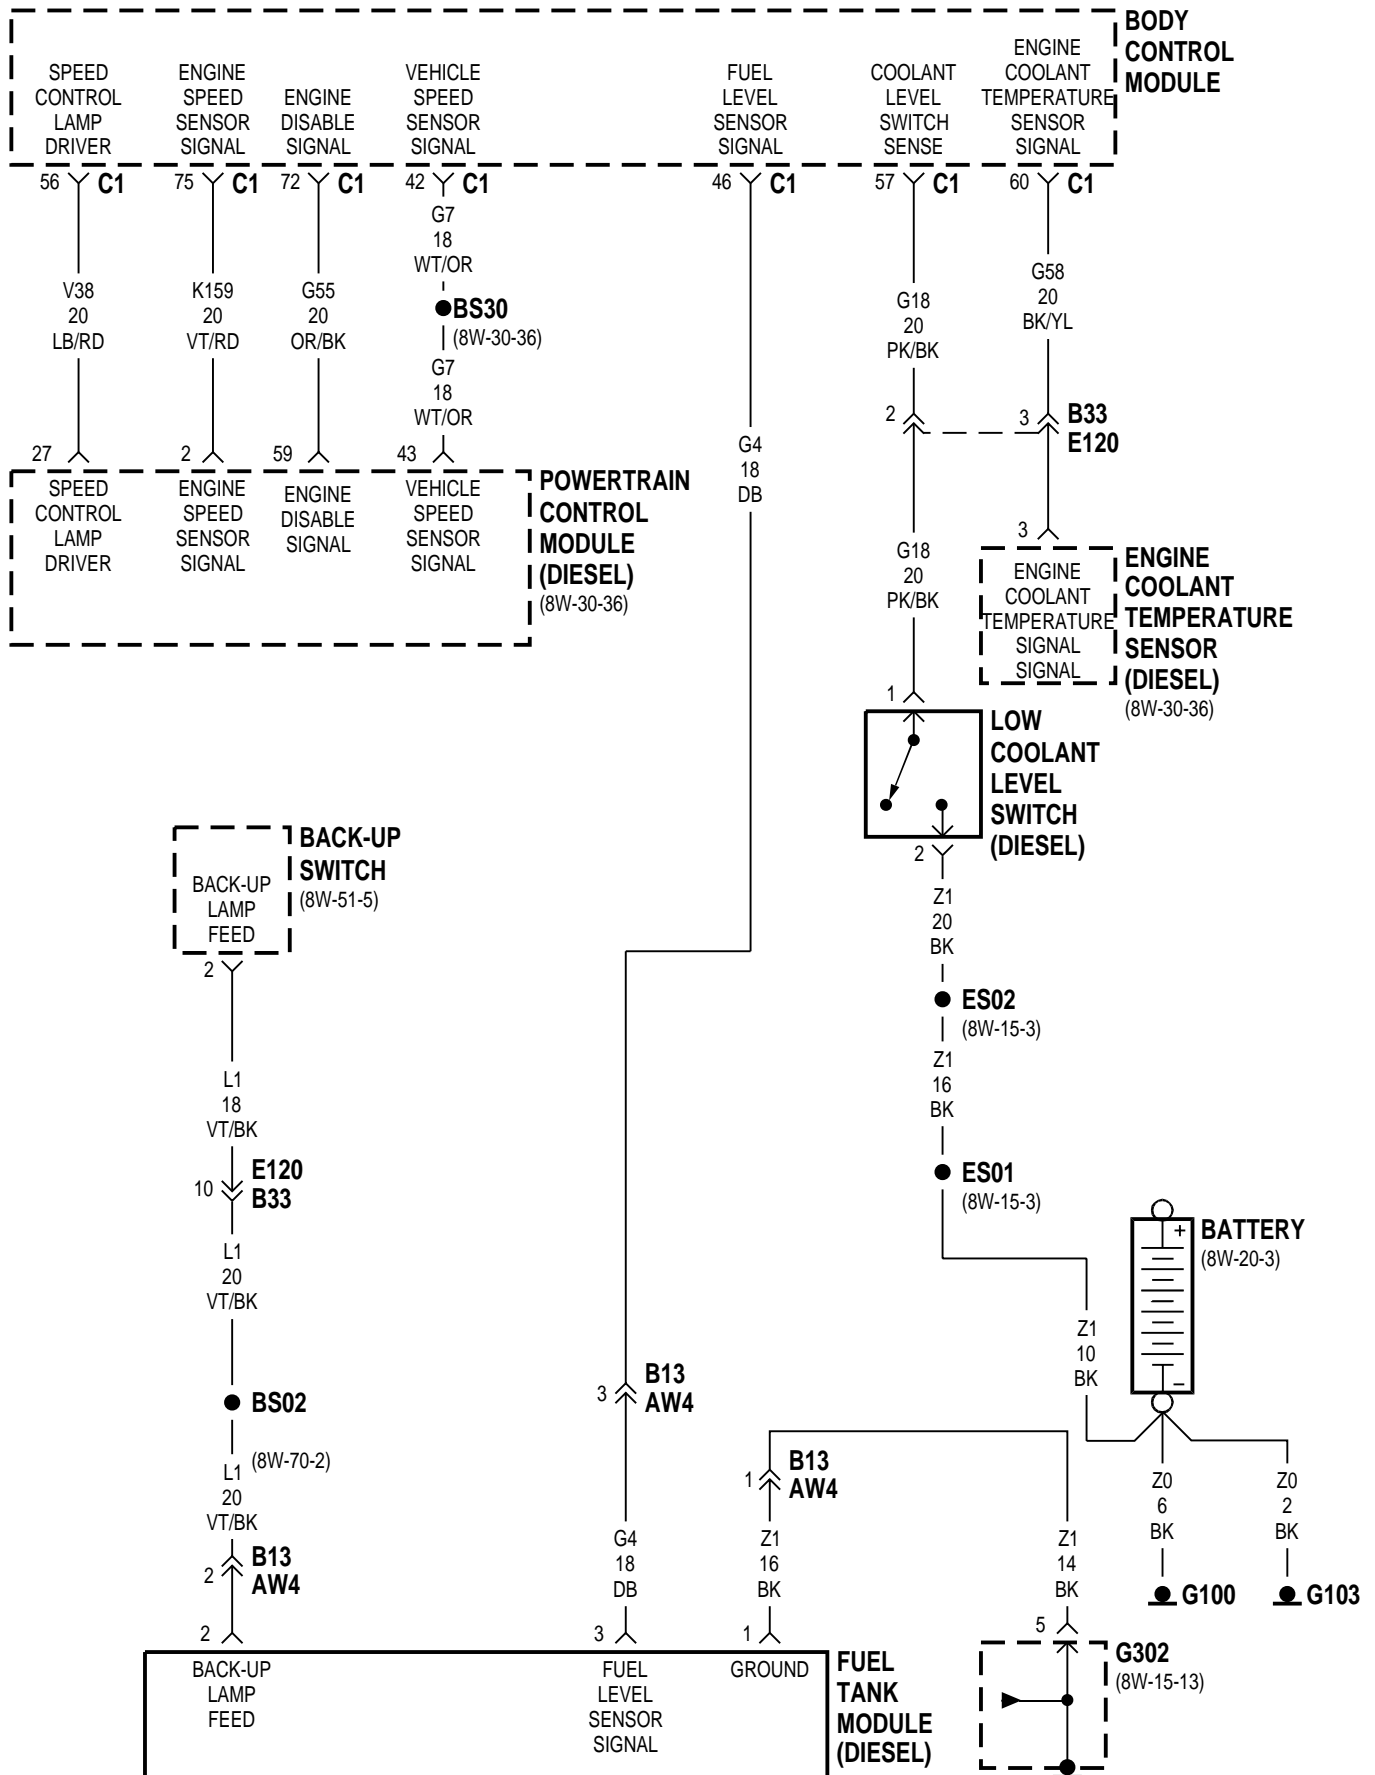 BODY
CONTROL
MODULE
SPEED
CONTROL
LAMP
DRIVER
ENGINE
SPEED
SENSOR
SIGNAL
ENGINE
DISABLE
SIGNAL
VEHICLE
SPEED
SENSOR
SIGNAL
FUEL
LEVEL
SENSOR
SIGNAL
COOLANT
LEVEL
SWITCH
SENSE
ENGINE
COOLANT
TEMPERATURE
SENSOR
SIGNAL
56 C1
75 C1
72 C1
42 C1
46 C1
57 C1
60 C1
V38
20
LB/RD
K159
20
VT/RD
G55
20
OR/BK
G7
18
WT/OR
BS30
(8W-30-36)
G7
18
WT/OR
G4
18
DB
G18
20
PK/BK
G58
20
BK/YL
2
3
B33
E120
27
2
59
43
SPEED
CONTROL
LAMP
DRIVER
ENGINE
SPEED
SENSOR
SIGNAL
ENGINE
DISABLE
SIGNAL
VEHICLE
SPEED
SENSOR
SIGNAL
POWERTRAIN
CONTROL
MODULE
(DIESEL)
(8W-30-36)
G18
20
PK/BK
3
ENGINE
COOLANT
TEMPERATURE
SIGNAL
SIGNAL
ENGINE
COOLANT
TEMPERATURE
SENSOR
(DIESEL)
(8W-30-36)
1
LOW
COOLANT
LEVEL
SWITCH
(DIESEL)
2
Z1
20
BK
ES02
(8W-15-3)
Z1
16
BK
ES01
(8W-15-3)
BACK-UP
LAMP
FEED
BACK-UP
SWITCH
(8W-51-5)
2
L1
18
VT/BK
10
E120
B33
L1
20
VT/BK
BS02
(8W-70-2)
L1
20
VT/BK
2
B13
AW4
2
3
B13
AW4
G4
18
DB
3
1
B13
AW4
Z1
16
BK
1
Z1
10
BK
+
−
BATTERY
(8W-20-3)
Z0
6
BK
G100
Z0
2
BK
G103
Z1
14
BK
5
G302
(8W-15-13)
BACK-UP
LAMP
FEED
FUEL
LEVEL
SENSOR
SIGNAL
GROUND
FUEL
TANK
MODULE
(DIESEL)